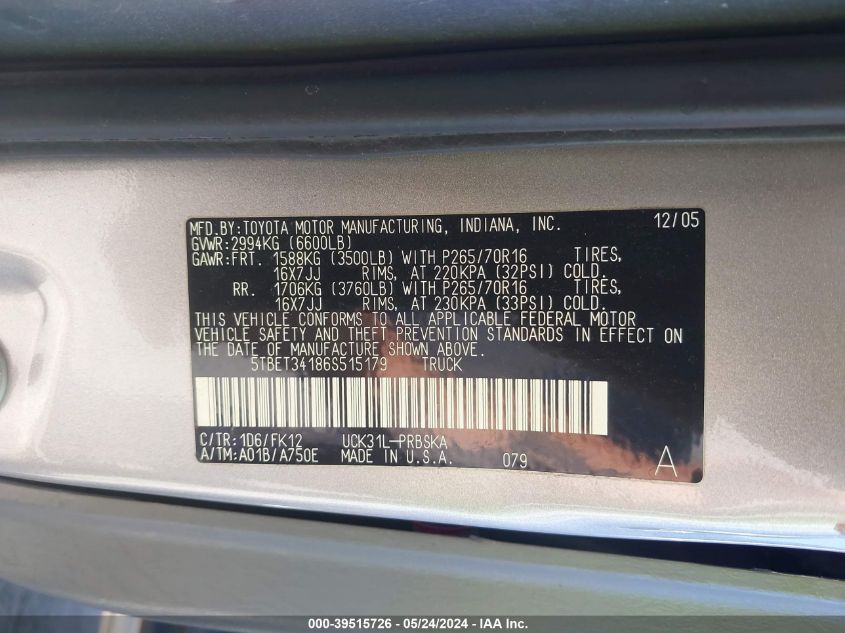 MFD.BY:TOYOTA MOTOR MANUFACTURING, INDIANA, INC. 12/05
GVWR:2994KG (6600LB)
GAWR:FRT. 1588KG (3500LB) WITH P265/70R16 TIRES,
16X7JJ RIMS, AT 220KPA (32PSI) COLD.
RR. 1706KG (3760LB) WITH P265/70R16 TIRES,
16X7JJ RIMS, AT 230KPA (33PSI) COLD.
THIS VEHICLE CONFORMS TO ALL APPLICABLE FEDERAL MOTOR
VEHICLE SAFETY AND THEFT PREVENTION STANDARDS IN EFFECT ON
THE DATE OF MANUFACTURE SHOWN ABOVE.
5TBET34186S515179 TRUCK
C/TR:1D6/FK12 UCK31L-PRBSKA
A/TM:A01B/A750E MADE IN U.S.A. 079 A
000-39515726 - 05/24/2024 - IAA Inc.